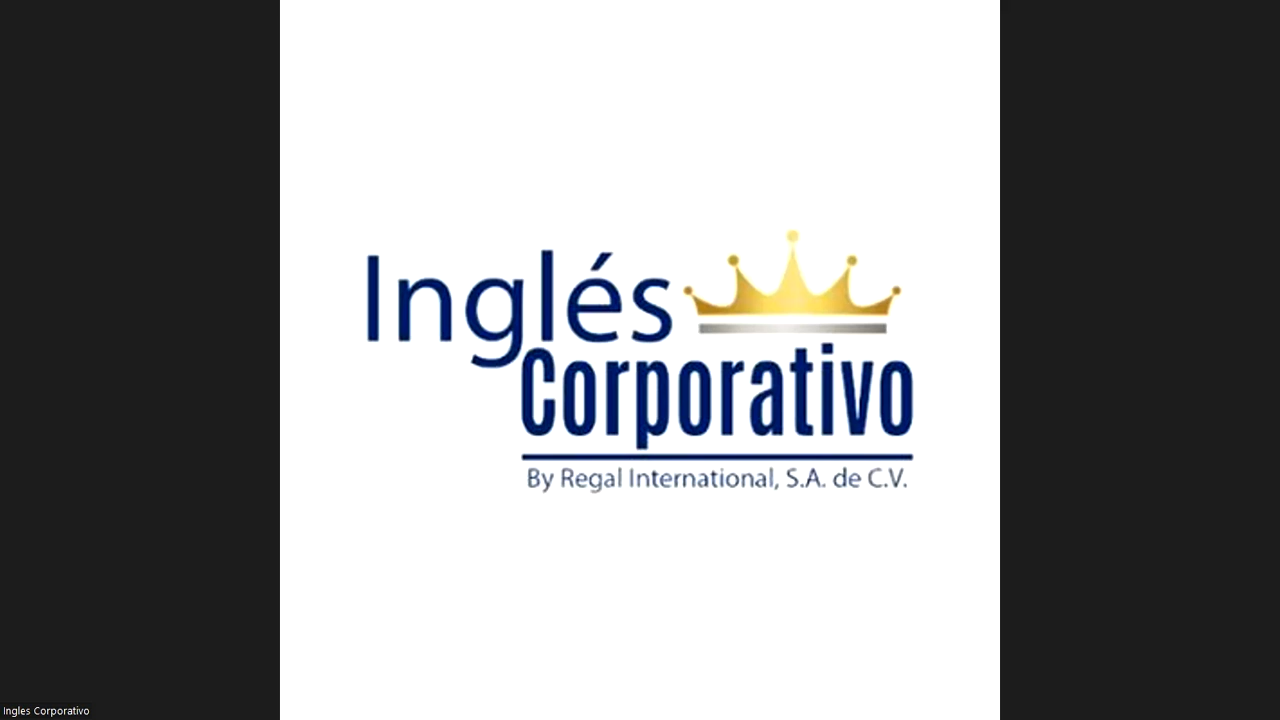 Inglés
Corporativo
By Regal International, S.A. de C.V.
Ingles Corporativo